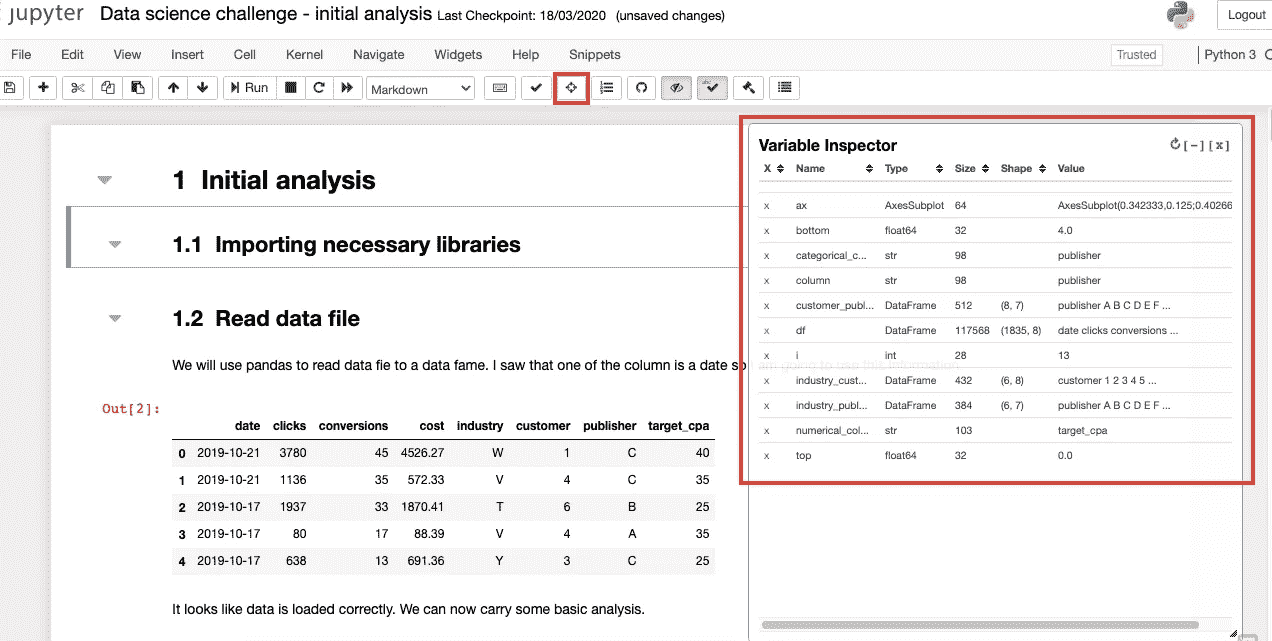 jupyter Data science challenge - initial analysis Last Checkpoint: 18/03/2020 (unsaved changes) Logout
File Edit View Insert Cell Kernel Navigate Widgets Help Snippets Trusted Python 3
Run Markdown
Variable Inspector [-] [x]
X Name Type Size Shape Value
x ax AxesSubplot 64 AxesSubplot(0.342333,0.125;0.40266
x bottom float64 32 4.0
x categorical_c... str 98 publisher
x column str 98 publisher
x customer_publ... DataFrame 512 (8, 7) publisher A B C D E F ...
x df DataFrame 117568 (1835, 8) date clicks conversions ...
x i int 28 13
x industry_cust... DataFrame 432 (6, 8) customer 1 2 3 4 5 ...
x industry_publ... DataFrame 384 (6, 7) publisher A B C D E F ...
x numerical_col... str 103 target_cpa
x top float64 32 0.0
1 Initial analysis
1.1 Importing necessary libraries
1.2 Read data file
We will use pandas to read data fie to a data fame. I saw that one of the column is a date so I am going to use this information
Out[2]:
date clicks conversions cost industry customer publisher target_cpa
0 2019-10-21 3780 45 4526.27 W 1 C 40
1 2019-10-21 1136 35 572.33 V 4 C 35
2 2019-10-17 1937 33 1870.41 T 6 B 25
3 2019-10-17 80 17 88.39 V 4 A 35
4 2019-10-17 638 13 691.36 Y 3 C 25
It looks like data is loaded correctly. We can now carry some basic analysis.